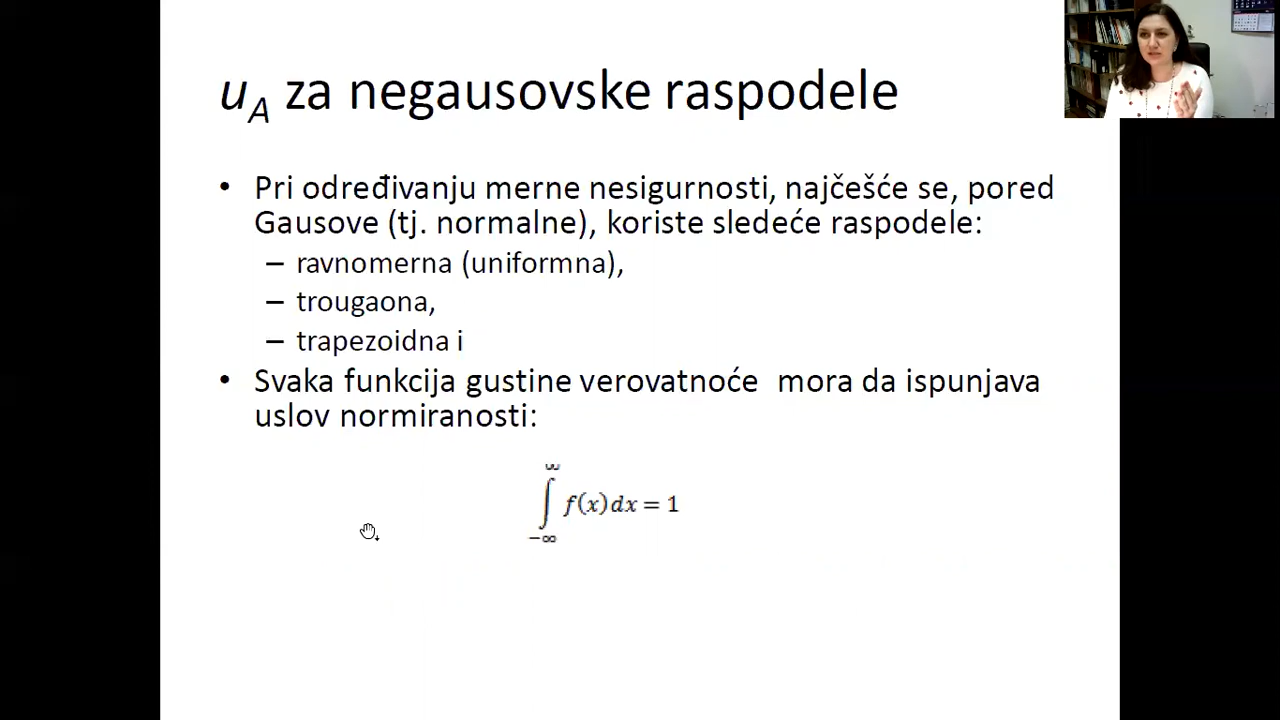 u_A za negausovske raspodele
• Pri određivanju merne nesigurnosti, najčešće se, pored
Gausove (tj. normalne), koriste sledeće raspodele:
– ravnomerna (uniformna),
– trougaona,
– trapezoidna i
• Svaka funkcija gustine verovatnoće mora da ispunjava
uslov normiranosti:
∫_{-∞}^{∞} f(x)dx = 1